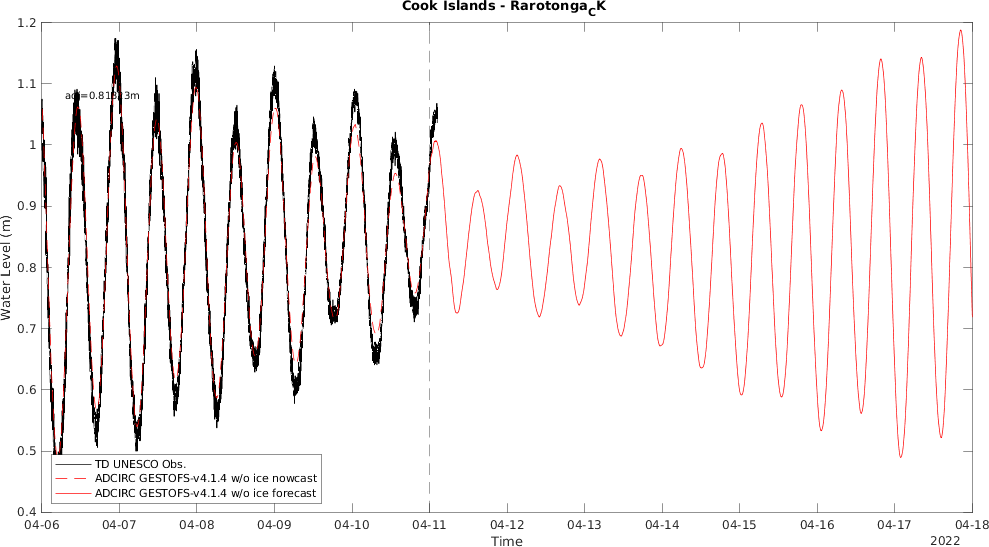 Cook Islands - Rarotonga_CK
1.2
1.1
1
0.9
0.8
0.7
0.6
0.5
0.4
Water Level (m)
TD UNESCO Obs.
ADCIRC GESTOFS-v4.1.4 w/o ice nowcast
ADCIRC GESTOFS-v4.1.4 w/o ice forecast
04-06 04-07 04-08 04-09 04-10 04-11 04-12 04-13 04-14 04-15 04-16 04-17 04-18
Time
2022